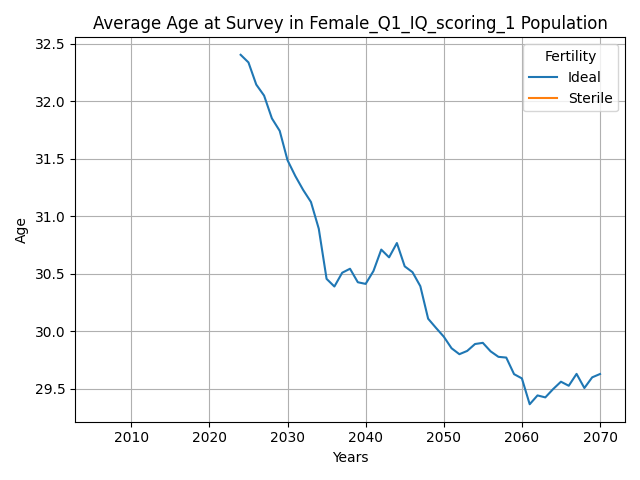 Average Age at Survey in Female_Q1_IQ_scoring_1 Population
Fertility
Ideal
Sterile
32.5
32.0
31.5
31.0
30.5
30.0
29.5
Age
2010 2020 2030 2040 2050 2060 2070
Years